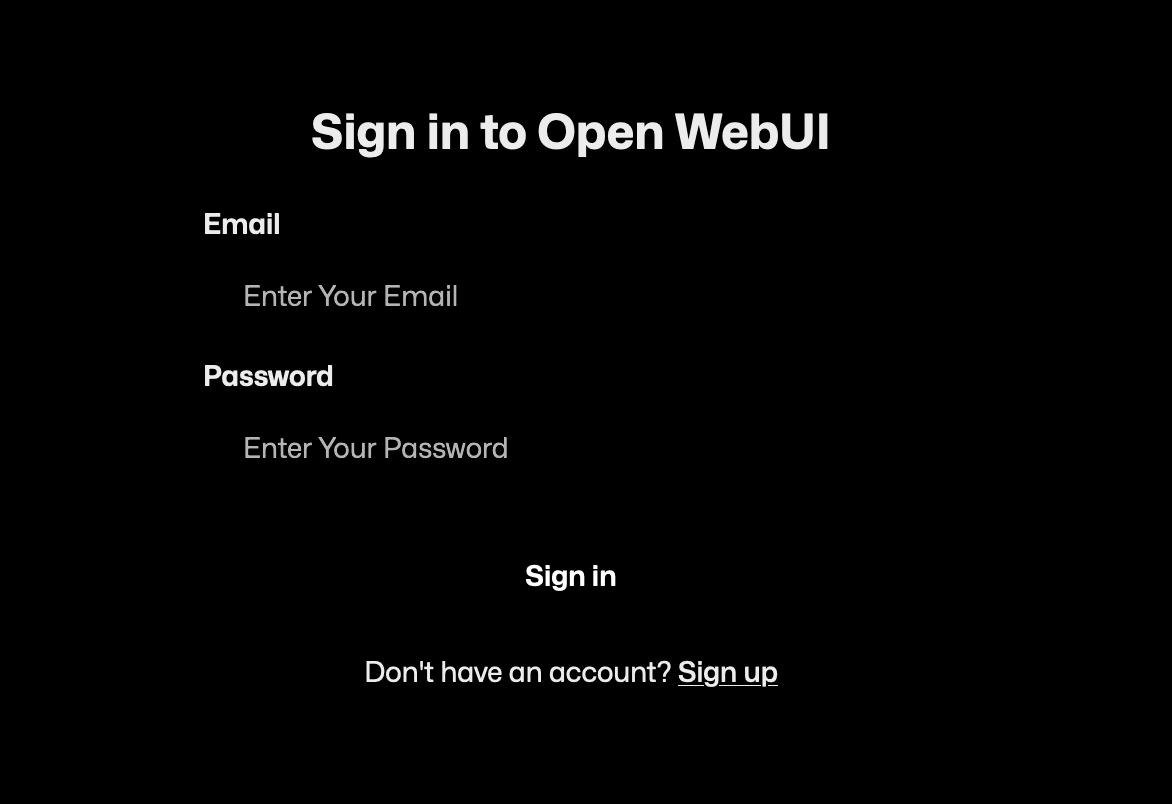 Sign in to Open WebUI
Email
Enter Your Email
Password
Enter Your Password
Sign in
Don't have an account? Sign up